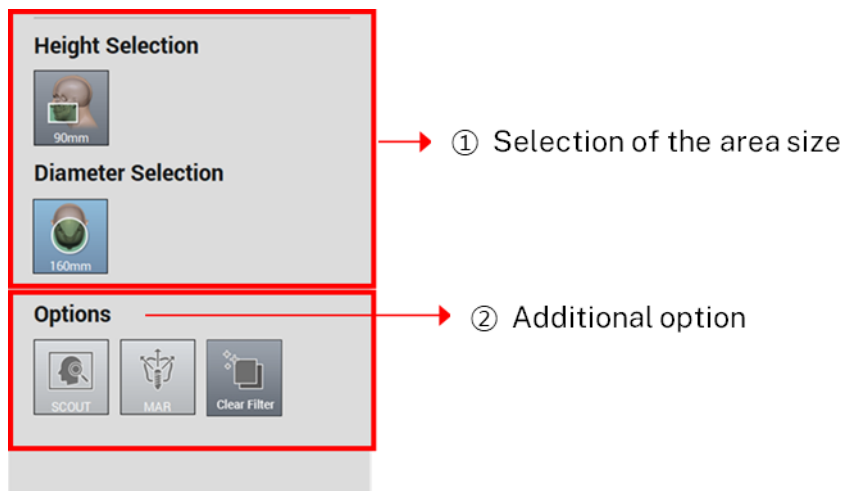 Height Selection
90mm
① Selection of the area size
Diameter Selection
160mm
Options
② Additional option
SCOUT
MAR
Clear Filter